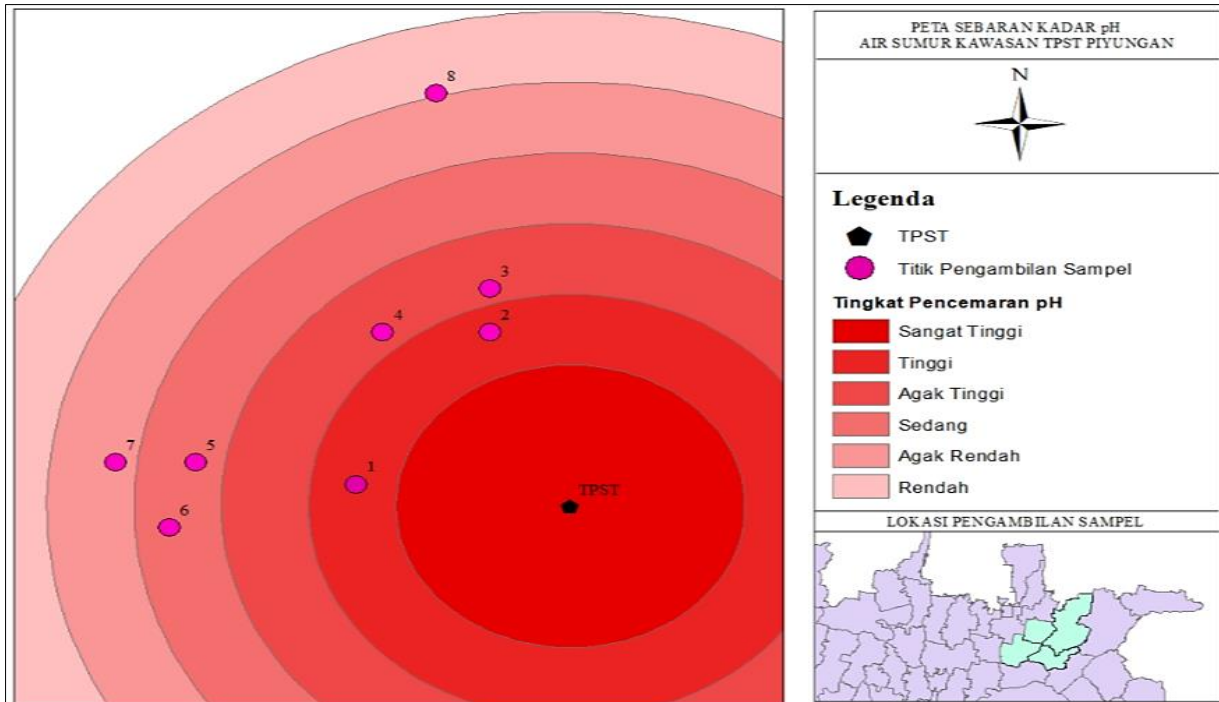 PETA SEBARAN KADAR pH
AIR SUMUR KAWASAN TPST PIYUNGAN
N
Legenda
TPST
Titik Pengambilan Sampel
Tingkat Pencemaran pH
Sangat Tinggi
Tinggi
Agak Tinggi
Sedang
Agak Rendah
Rendah
LOKASI PENGAMBILAN SAMPEL
8
3
4
2
7
5
1
TPST
6